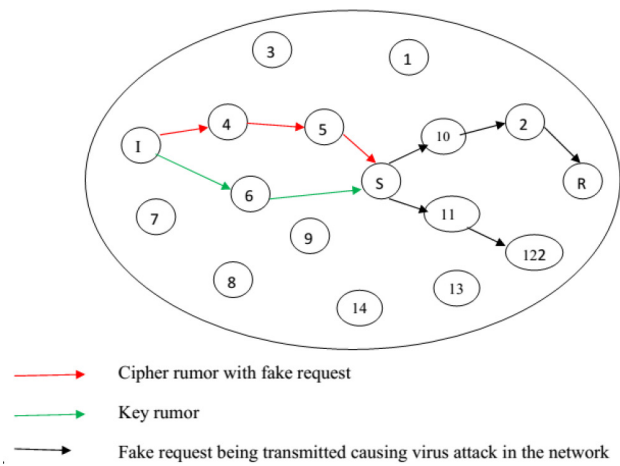 3
1
4
5
10
2
I
S
R
6
11
7
9
122
8
13
14
Cipher rumor with fake request
Key rumor
Fake request being transmitted causing virus attack in the network